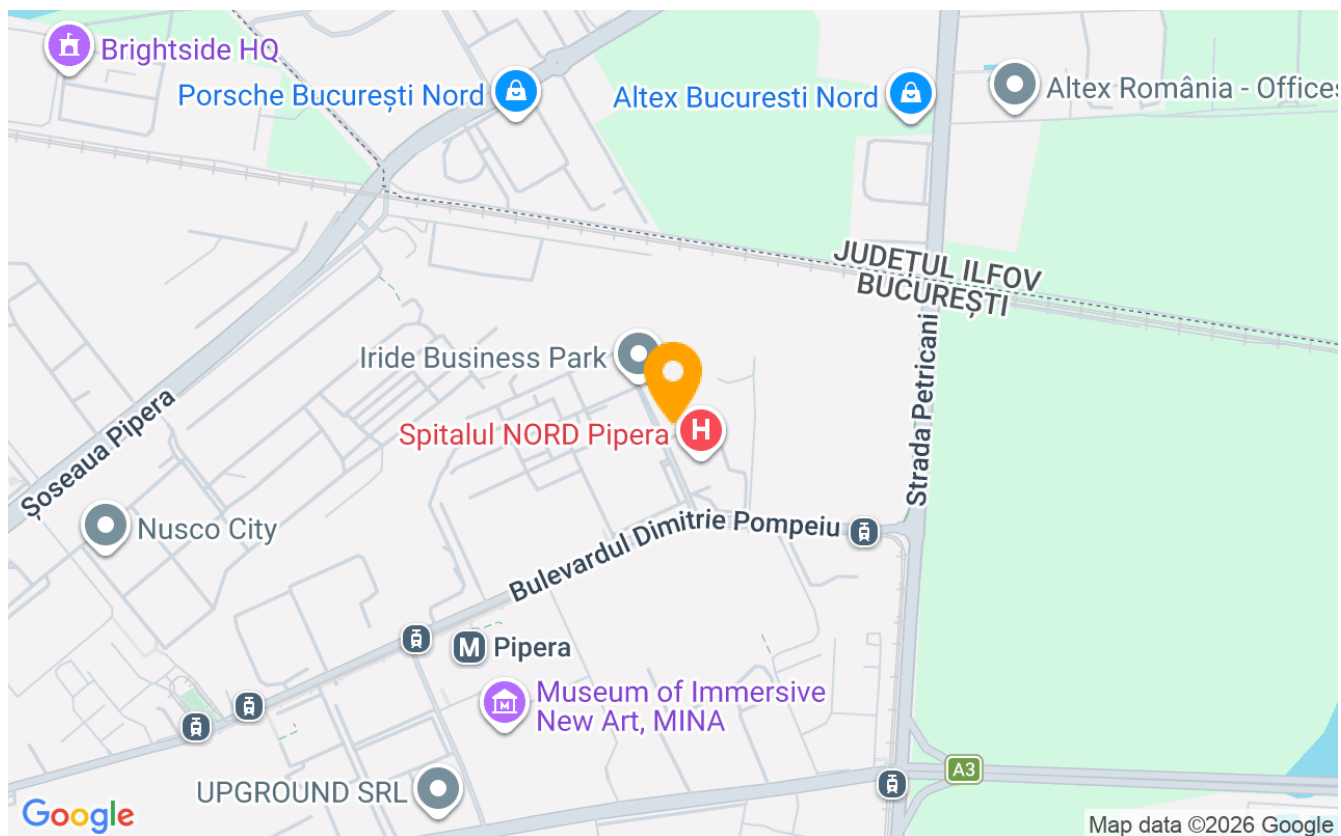 Brightside HQ
Porsche București Nord
Altex Bucuresti Nord
Altex România - Offices
JUDEȚUL ILFOV
BUCUREȘTI
Iride Business Park
Spitalul NORD Pipera
H
Șoseaua Pipera
Strada Petricani
Nusco City
Bulevardul Dimitrie Pompeiu
M Pipera
Museum of Immersive
New Art, MINA
A3
UPGROUND SRL
Google
Map data ©2026 Google